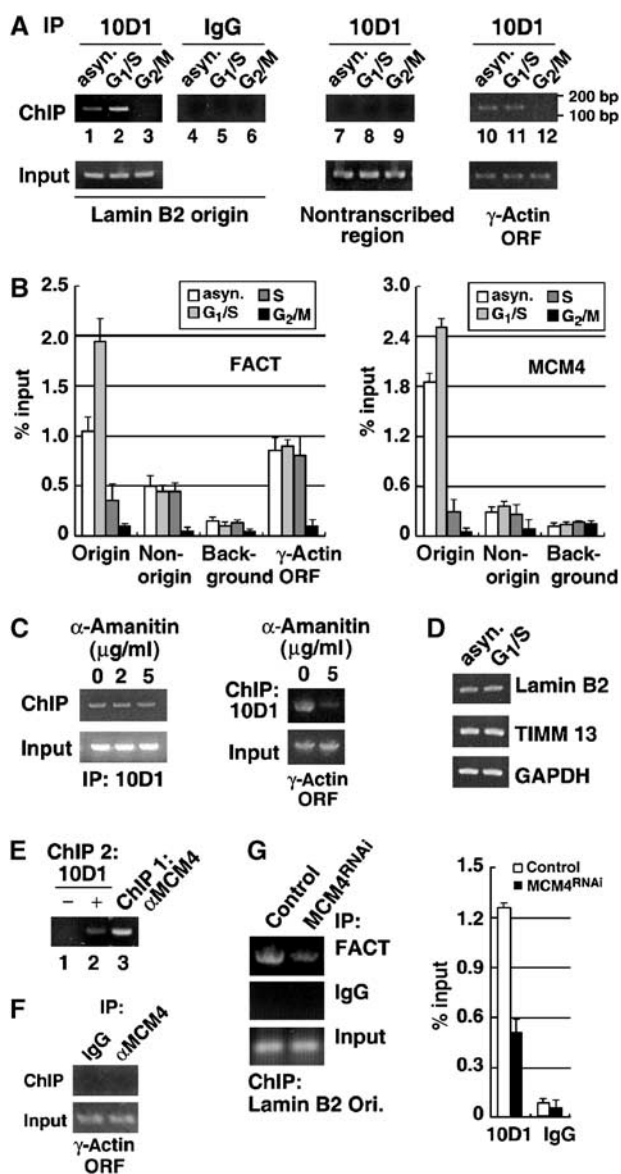 A IP 10D1 IgG 10D1 10D1
asyn. G1/S G2/M asyn. G1/S G2/M asyn. G1/S G2/M asyn. G1/S G2/M
200 bp
ChIP 100 bp
1 2 3 4 5 6 7 8 9 10 11 12
Input
Lamin B2 origin Nontranscribed region γ-Actin ORF
B
2.5 2.0 1.5 1.0 0.5 0
% input
asyn. S
G1/S G2/M
FACT
Origin Non-origin Back-ground γ-Actin ORF
3.0 2.4 1.8 1.2 0.6 0
% input
asyn. S
G1/S G2/M
MCM4
Origin Non-origin Back-ground
C
α-Amanitin
(μg/ml)
0 2 5
ChIP
Input
IP: 10D1
α-Amanitin
(μg/ml)
ChIP: 0 5
10D1
Input
γ-Actin
ORF
D
asyn. G1/S
Lamin B2
TIMM 13
GAPDH
E
ChIP 2:
10D1
− +
ChIP 1:
αMCM4
1 2 3
F
IP:
IgG αMCM4
ChIP
Input
γ-Actin
ORF
G
Control MCM4RNAi
IP:
FACT
IgG
Input
ChIP:
Lamin B2 Ori.
Control
MCM4RNAi
1.5
1.2
0.9
0.6
0.3
0
% input
10D1 IgG